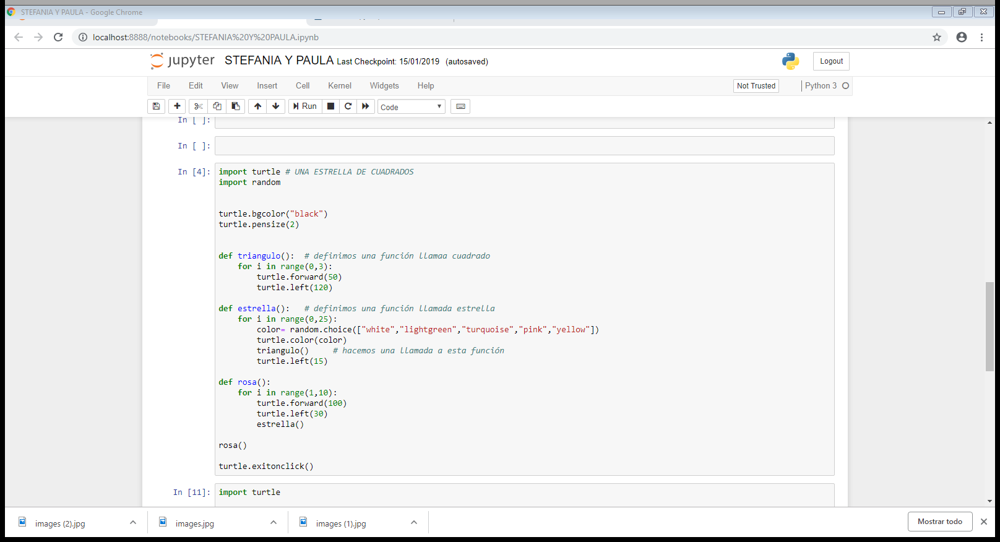 STEFANIA Y PAULA - Google Chrome
localhost:8888/notebooks/STEFANIA%20Y%20PAULA.ipynb
jupyter STEFANIA Y PAULA Last Checkpoint: 15/01/2019 (autosaved) Logout
File Edit View Insert Cell Kernel Widgets Help Not Trusted Python 3
Run Code
In [ ]:
In [ ]:
In [4]: import turtle # UNA ESTRELLA DE CUADRADOS
import random
turtle.bgcolor("black")
turtle.pensize(2)
def triangulo():  # definimos una función llamaa cuadrado
    for i in range(0,3):
        turtle.forward(50)
        turtle.left(120)
def estrella():   # definimos una función llamada estrella
    for i in range(0,25):
        color= random.choice(["white","lightgreen","turquoise","pink","yellow"])
        turtle.color(color)
        triangulo()     # hacemos una llamada a esta función
        turtle.left(15)
def rosa():
    for i in range(1,10):
        turtle.forward(100)
        turtle.left(30)
        estrella()
rosa()
turtle.exitonclick()
In [11]: import turtle
images (2).jpg images.jpg images (1).jpg Mostrar todo